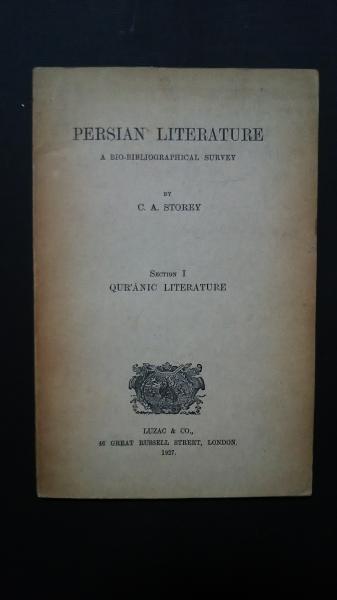 PERSIAN LITERATURE
A BIO-BIBLIOGRAPHICAL SURVEY
BY
C. A. STOREY
SECTION I
QUR'ĀNIC LITERATURE
LUZAC & CO.,
46 GREAT RUSSELL STREET, LONDON.
1927.